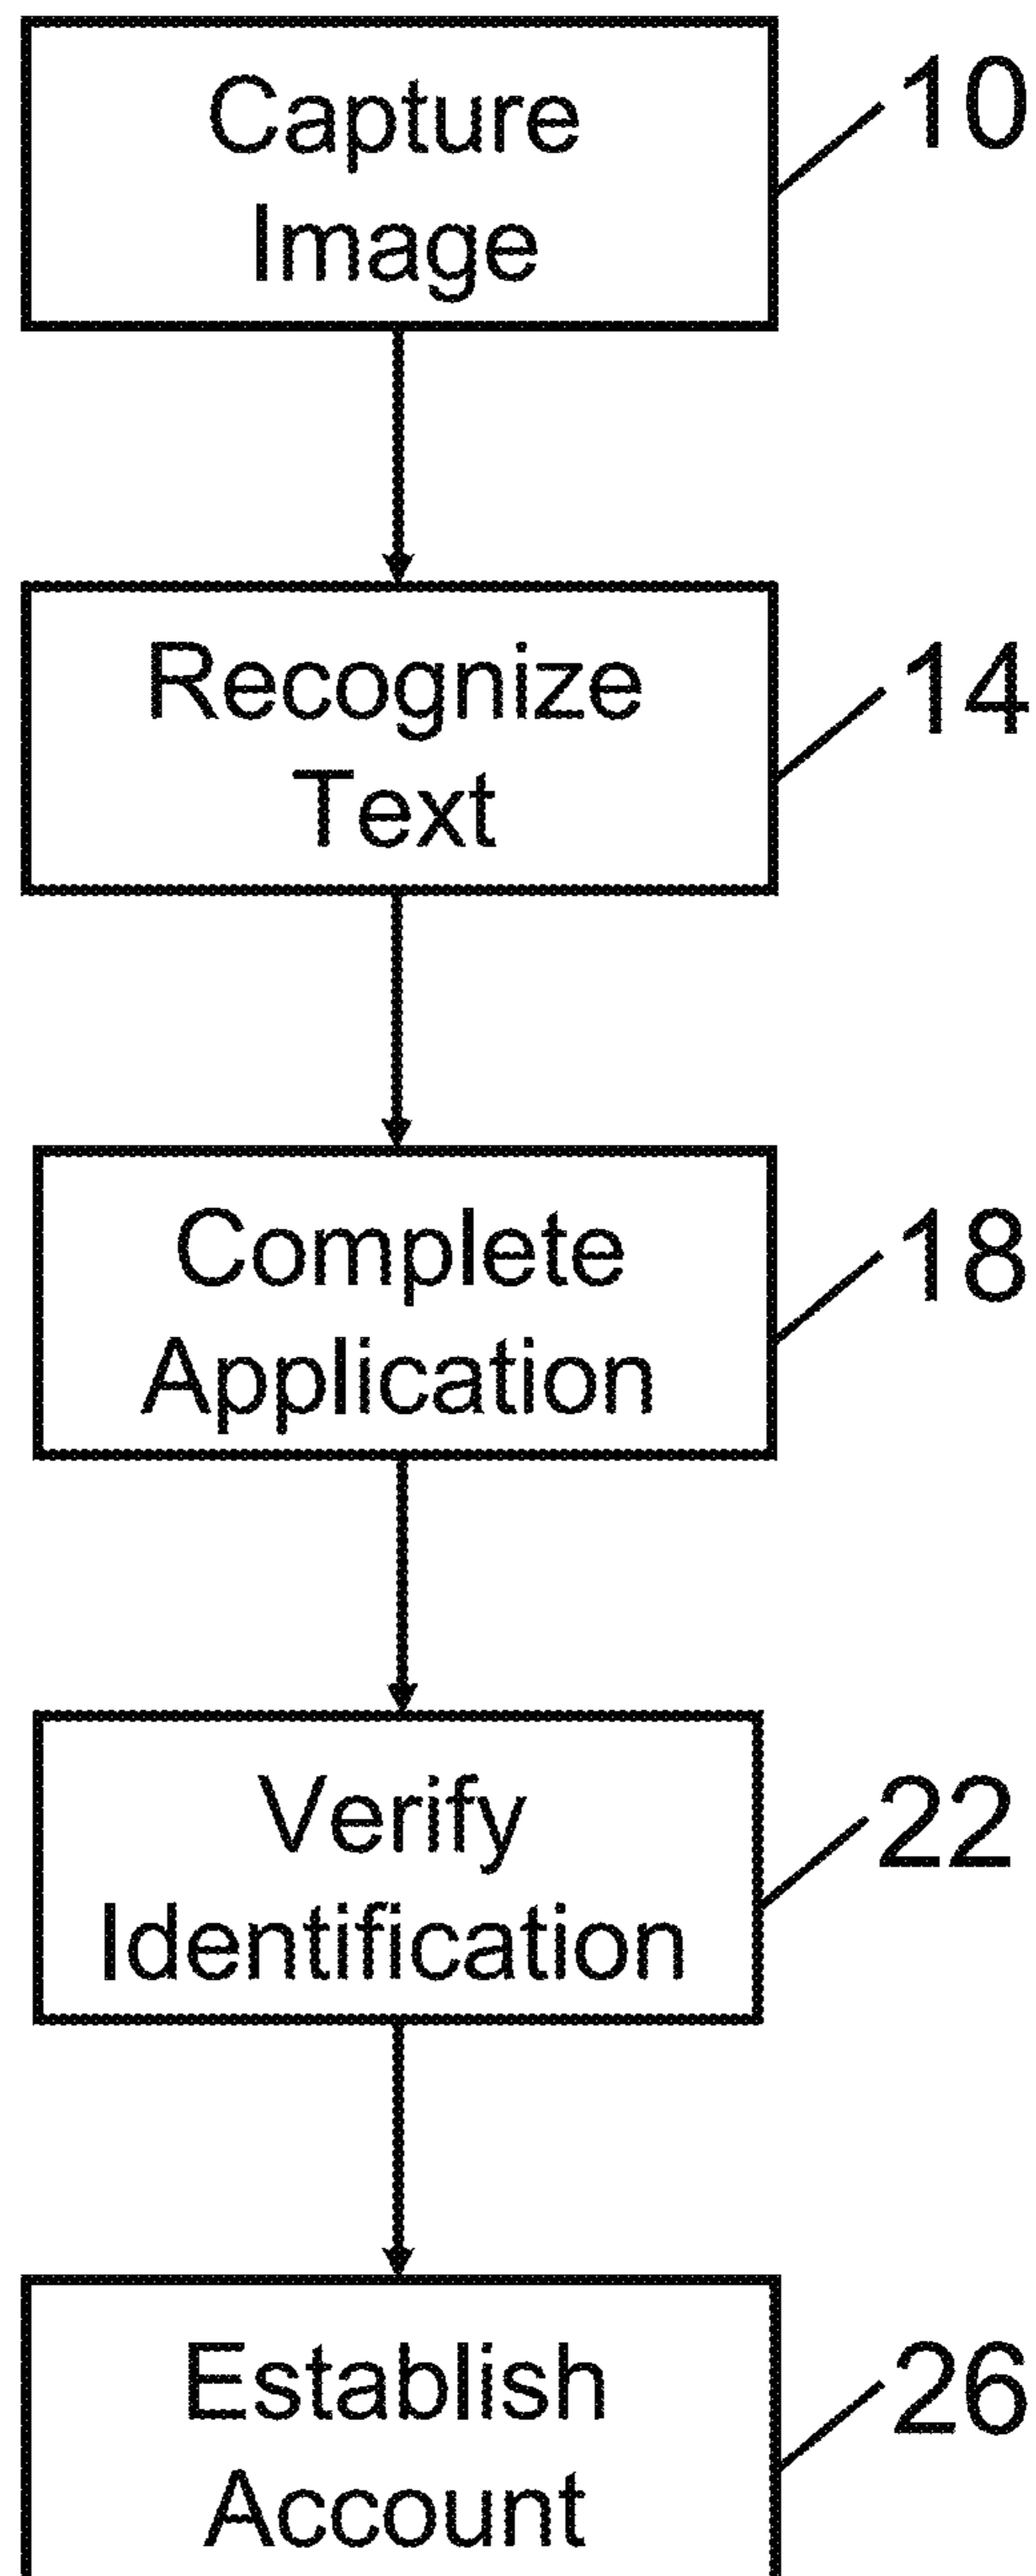 Capture
Image
10
Recognize
Text
14
Complete
Application
18
Verify
Identification
22
Establish
Account
26